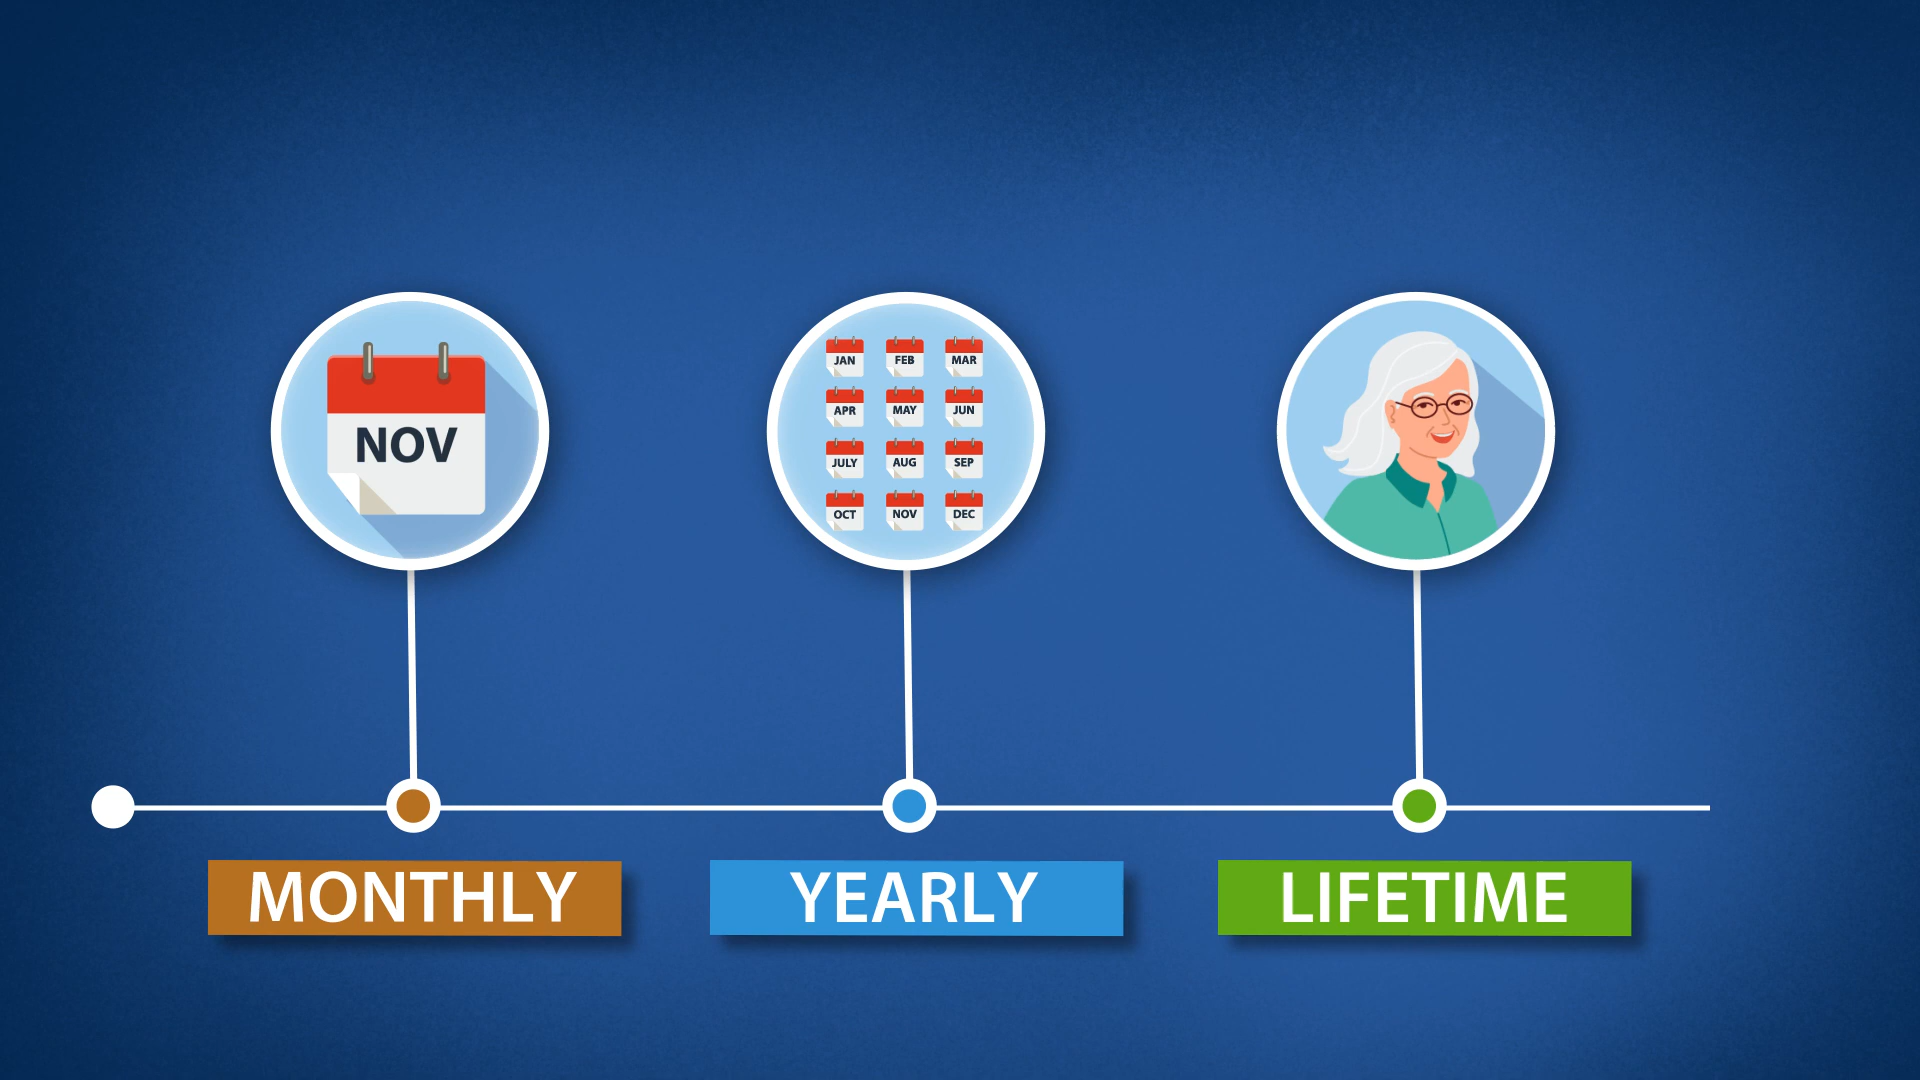 NOV
JAN FEB MAR
APR MAY JUN
JULY AUG SEP
OCT NOV DEC
MONTHLY
YEARLY
LIFETIME